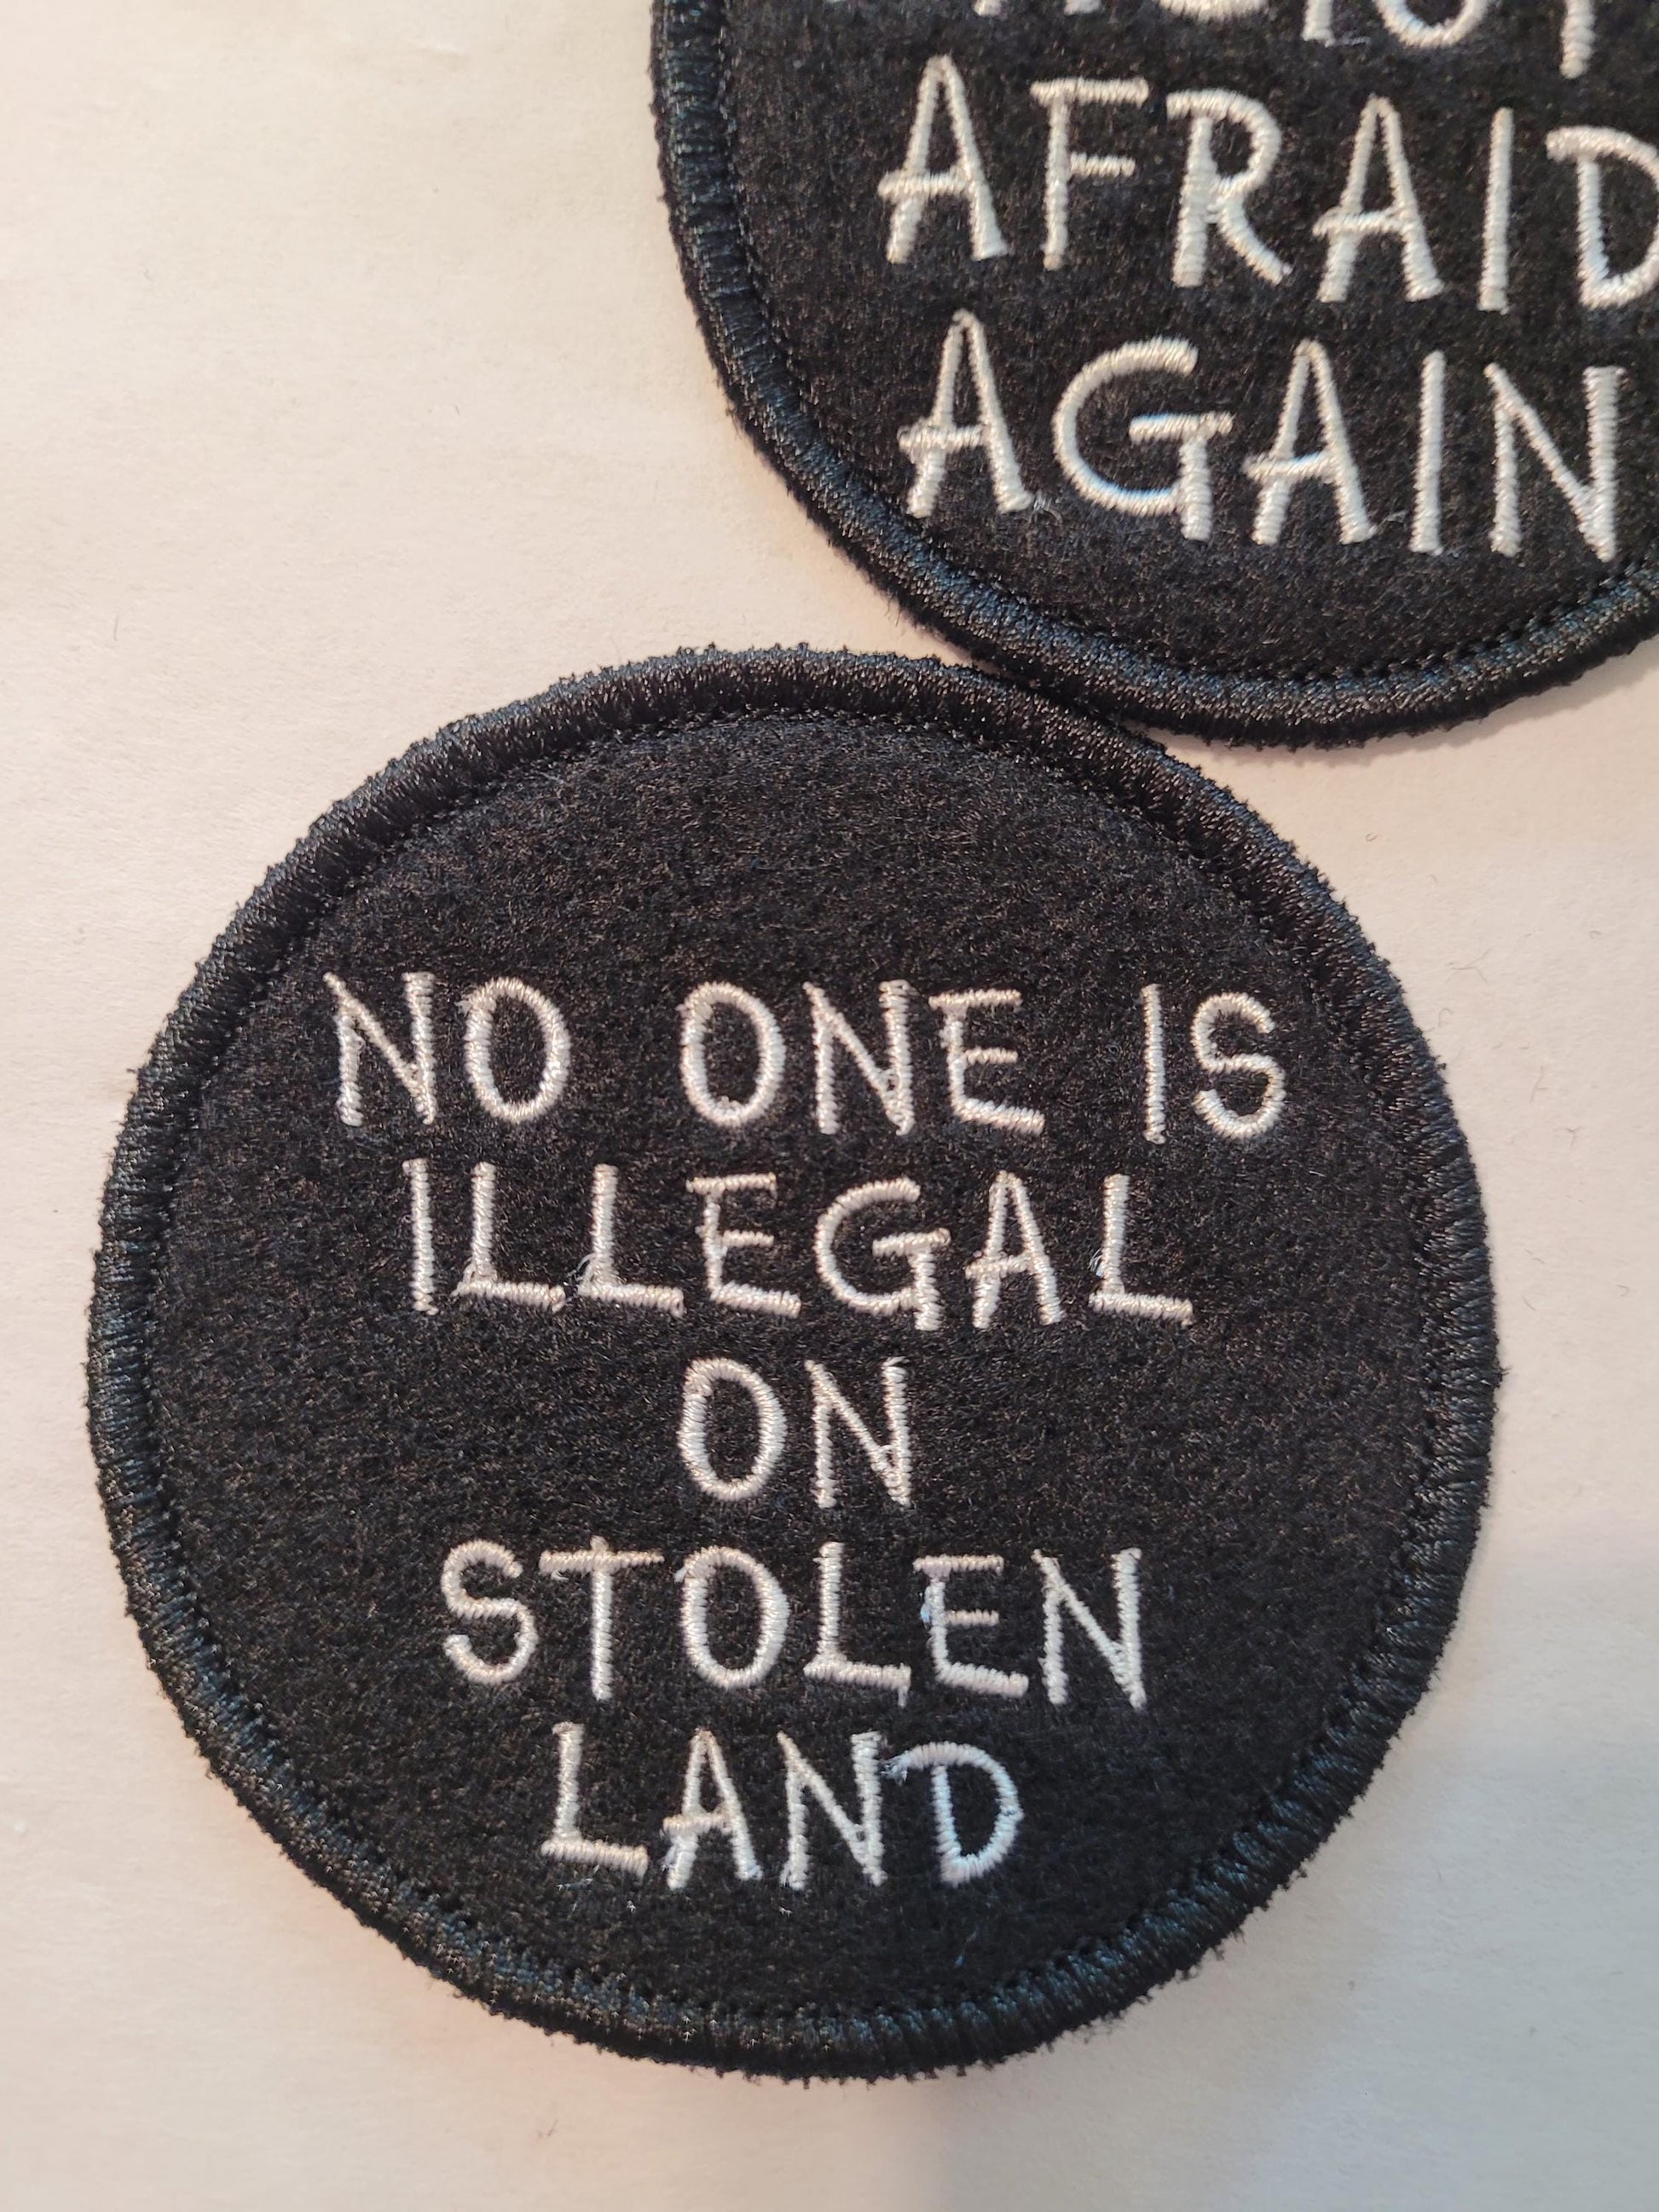 AFRAID
AGAIN
NO ONE IS
ILLEGAL
ON
STOLEN
LAND